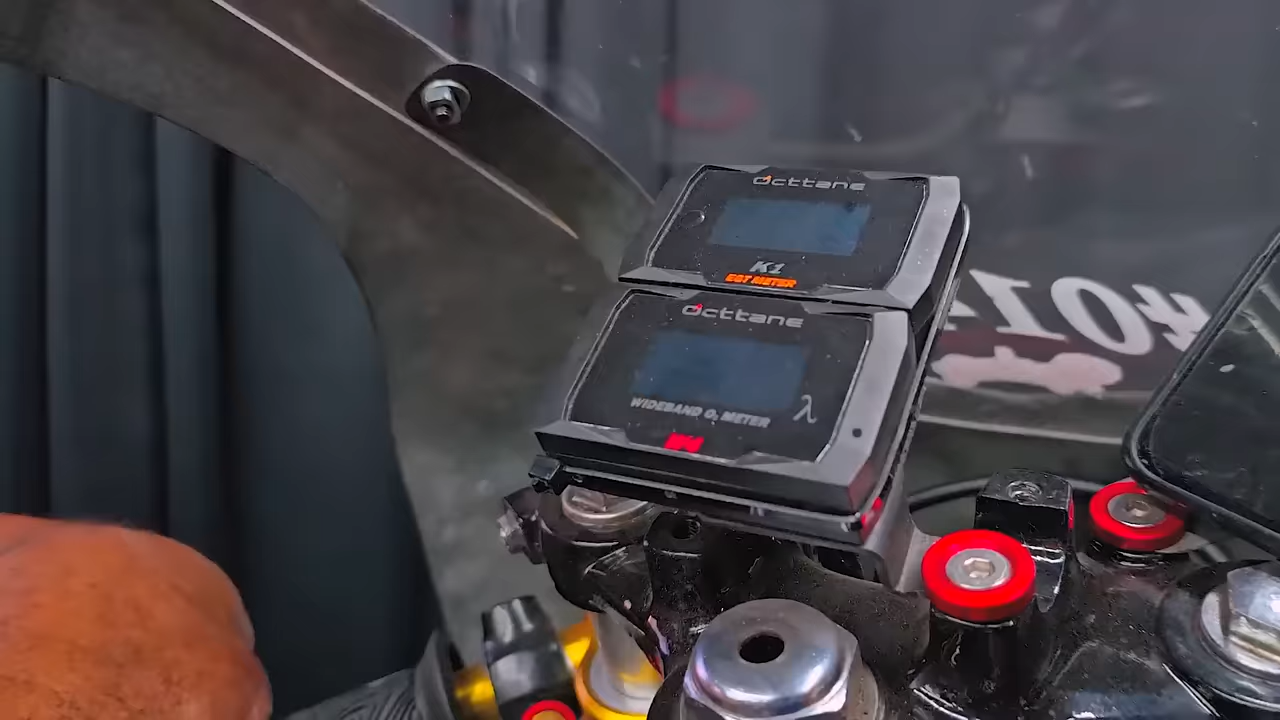 Octtane
K1
EGT METER
Octtane
WIDEBAND O₂ METER
λ